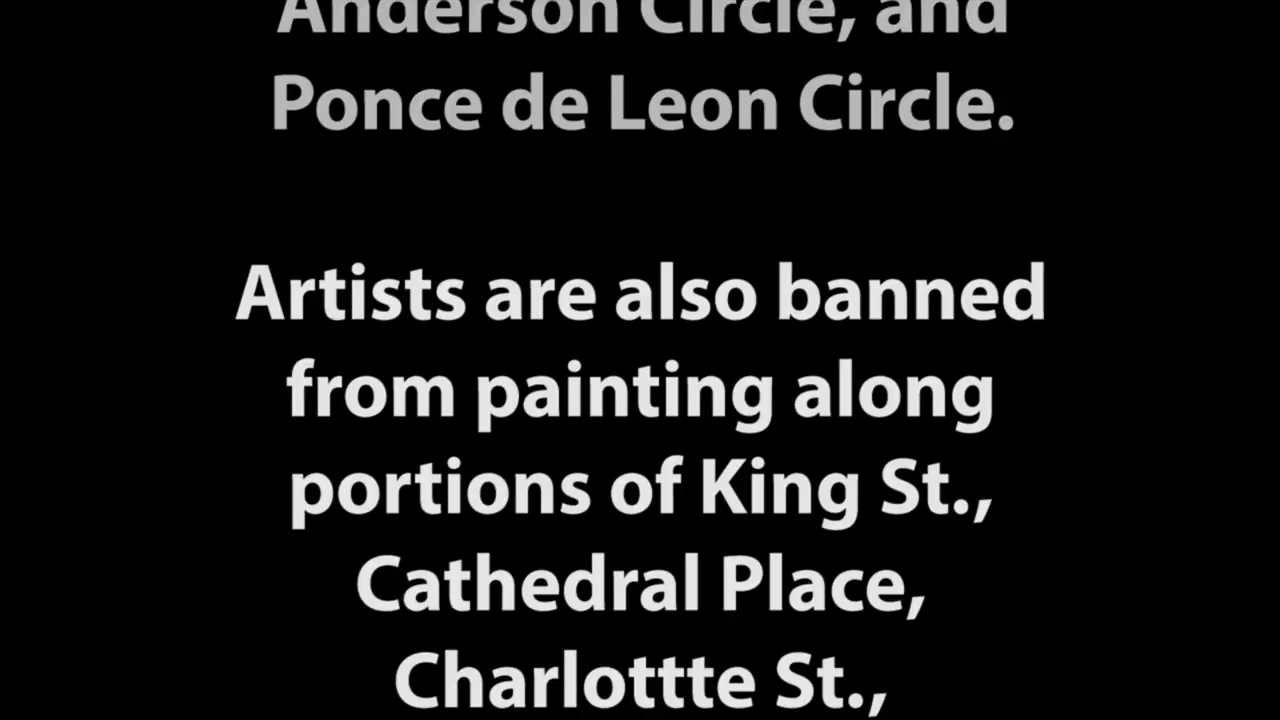 Anderson Circle, and
Ponce de Leon Circle.
Artists are also banned
from painting along
portions of King St.,
Cathedral Place,
Charlottte St.,